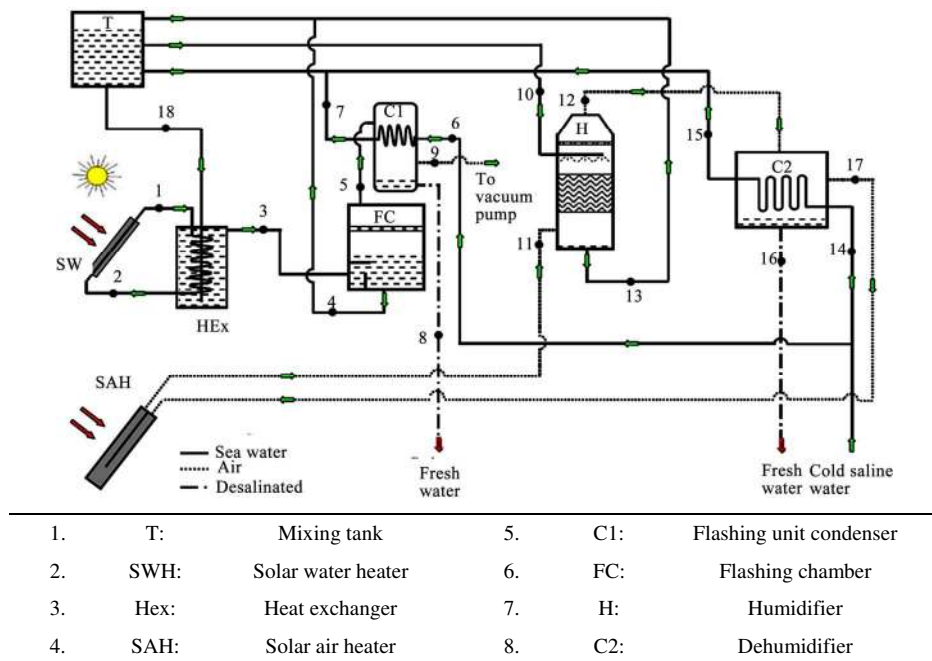 T
7
C1
6
10
12
H
9
15
C2
17
18
To
vacuum
pump
1
5
FC
3
11
SW
2
16
14
4
13
HEx
8
SAH
Sea water
Air
Desalinated
Fresh
water
Fresh Cold saline
water water
1. T: Mixing tank 5. C1: Flashing unit condenser
2. SWH: Solar water heater 6. FC: Flashing chamber
3. Hex: Heat exchanger 7. H: Humidifier
4. SAH: Solar air heater 8. C2: Dehumidifier